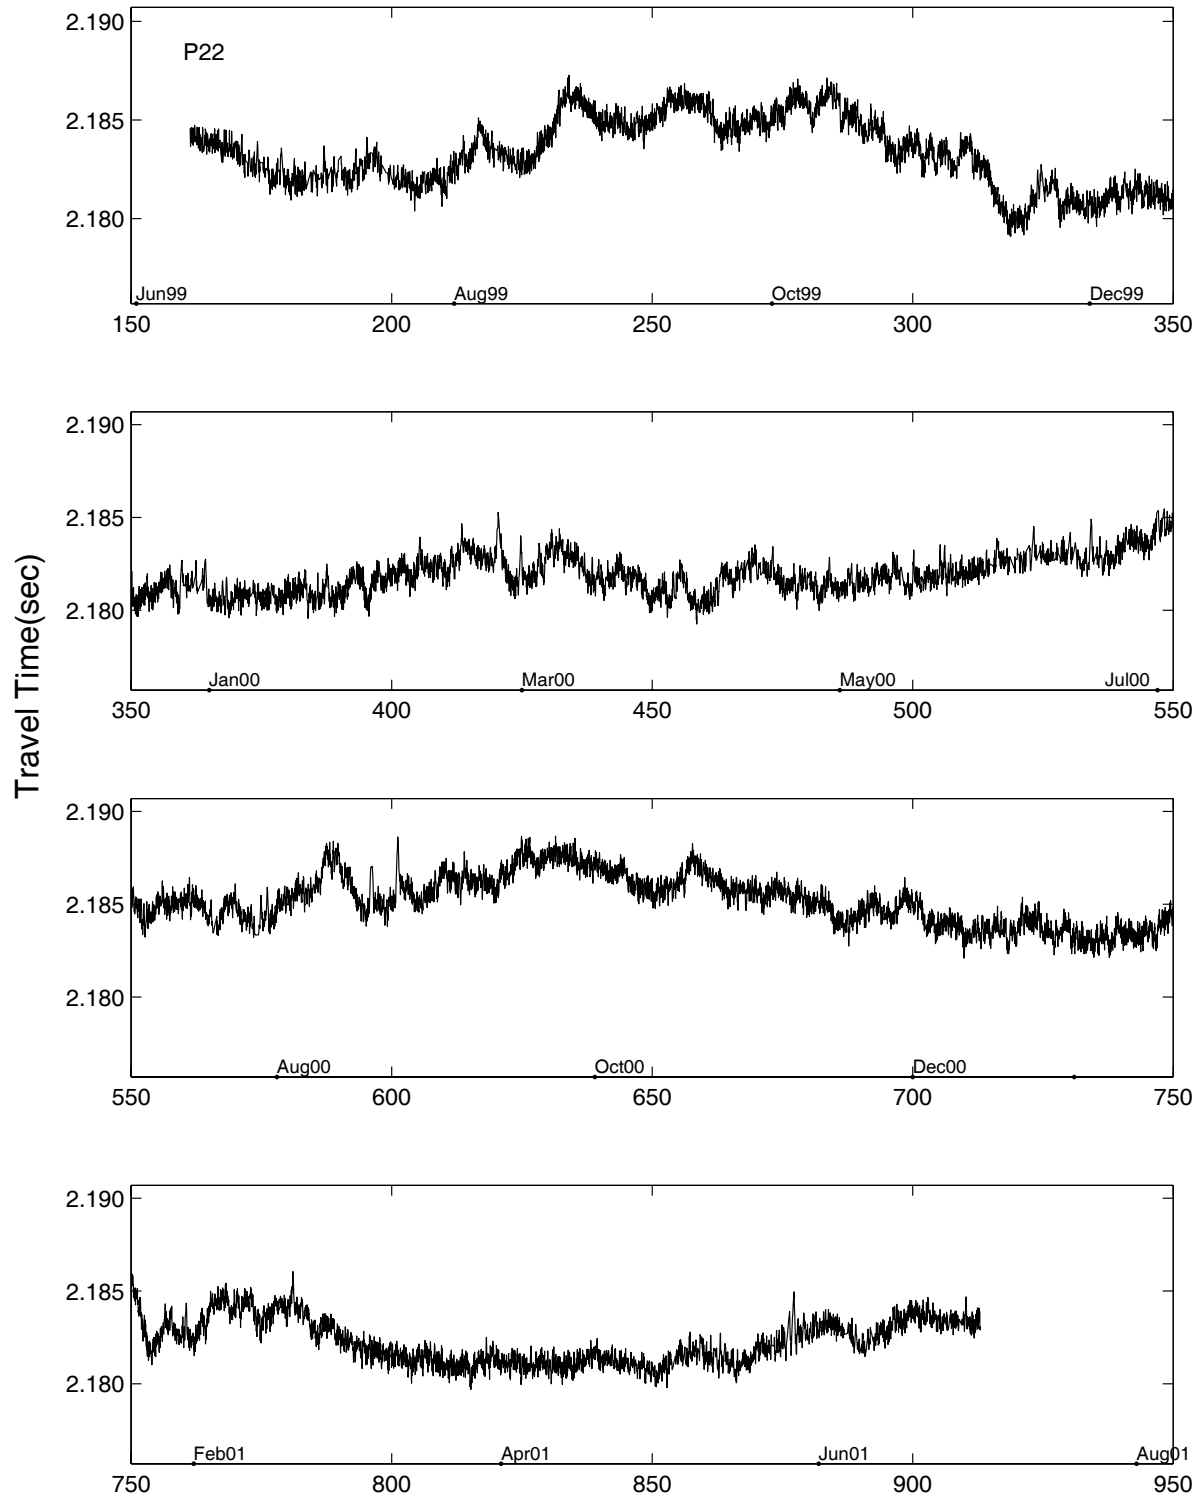 2.190
P22
2.185
2.180
Jun99 Aug99 Oct99 Dec99
150 200 250 300 350
2.190
2.185
2.180
Jan00 Mar00 May00 Jul00
350 400 450 500 550
Travel Time(sec)
2.190
2.185
2.180
Aug00 Oct00 Dec00
550 600 650 700 750
2.190
2.185
2.180
Feb01 Apr01 Jun01 Aug01
750 800 850 900 950